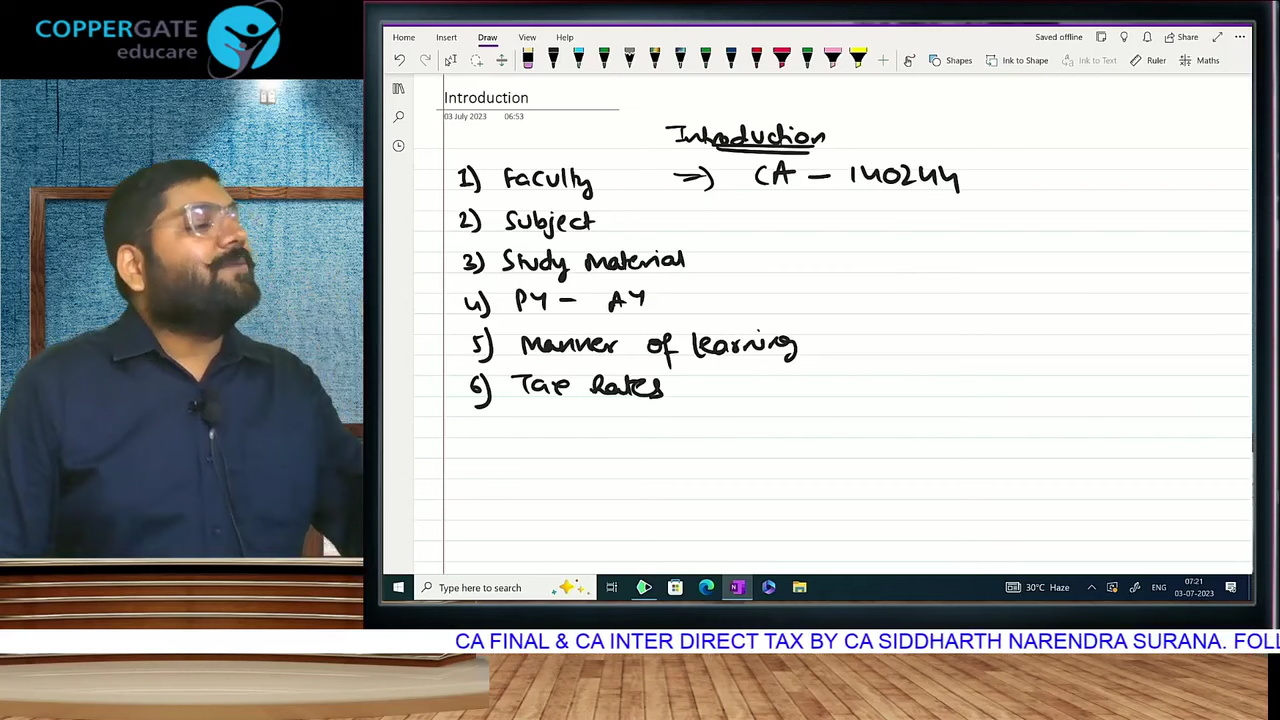 COPPERGATE
educare
Home Insert Draw View Help
Saved offline
Share
Shapes Ink to Shape Ink to Text Ruler Maths
Introduction
03 July 2023 06:53
Introduction
1) Faculty => CA - 140244
2) Subject
3) Study Material
4) PY - AY
5) Manner of learning
6) Tax Rates
Type here to search
30°C Haze
ENG
07:21
03-07-2023
CA FINAL & CA INTER DIRECT TAX BY CA SIDDHARTH NARENDRA SURANA. FOLL